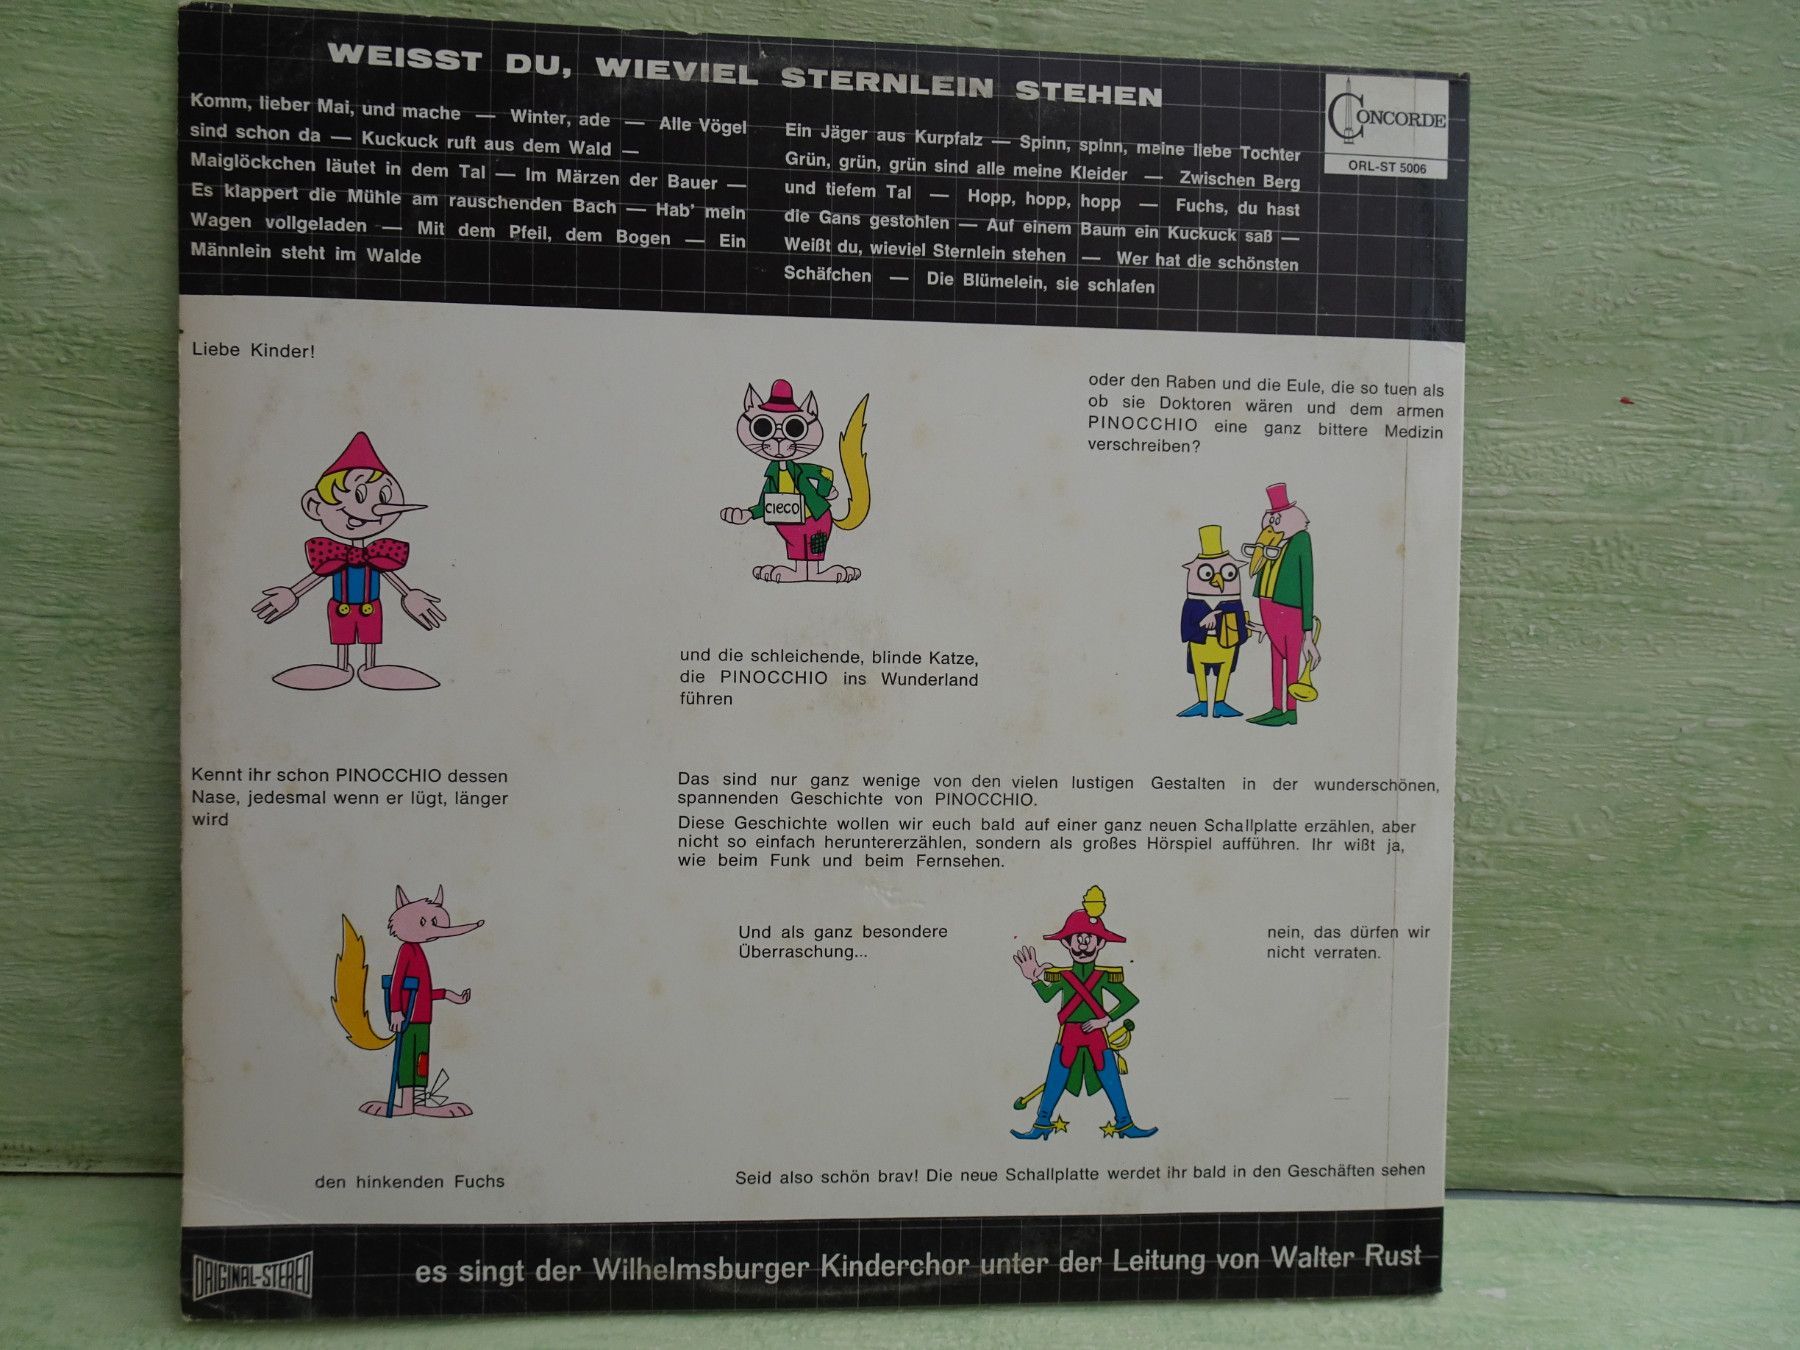 WEISST DU, WIEVIEL STERNLEIN STEHEN
Komm, lieber Mai, und mache — Winter, ade — Alle Vögel
sind schon da — Kuckuck ruft aus dem Wald —
Maiglöckchen läutet in dem Tal — Im Märzen der Bauer —
Es klappert die Mühle am rauschenden Bach — Hab' mein
Wagen vollgeladen — Mit dem Pfeil, dem Bogen — Ein
Männlein steht im Walde
Ein Jäger aus Kurpfalz — Spinn, spinn, meine liebe Tochter
Grün, grün, grün sind alle meine Kleider — Zwischen Berg
und tiefem Tal — Hopp, hopp, hopp — Fuchs, du hast
die Gans gestohlen — Auf einem Baum ein Kuckuck saß —
Weißt du, wieviel Sternlein stehen — Wer hat die schönsten
Schäfchen — Die Blümelein, sie schlafen
CONCORDE
ORL-ST 5006
Liebe Kinder!
Kennt ihr schon PINOCCHIO dessen
Nase, jedesmal wenn er lügt, länger
wird
den hinkenden Fuchs
cieco
und die schleichende, blinde Katze,
die PINOCCHIO ins Wunderland
führen
oder den Raben und die Eule, die so tuen als
ob sie Doktoren wären und dem armen
PINOCCHIO eine ganz bittere Medizin
verschreiben?
Das sind nur ganz wenige von den vielen lustigen Gestalten in der wunderschönen,
spannenden Geschichte von PINOCCHIO.
Diese Geschichte wollen wir euch bald auf einer ganz neuen Schallplatte erzählen, aber
nicht so einfach heruntererzählen, sondern als großes Hörspiel aufführen. Ihr wißt ja,
wie beim Funk und beim Fernsehen.
Und als ganz besondere
Überraschung...
nein, das dürfen wir
nicht verraten.
Seid also schön brav! Die neue Schallplatte werdet ihr bald in den Geschäften sehen
ORIGINAL-STEREO
es singt der Wilhelmsburger Kinderchor unter der Leitung von Walter Rust